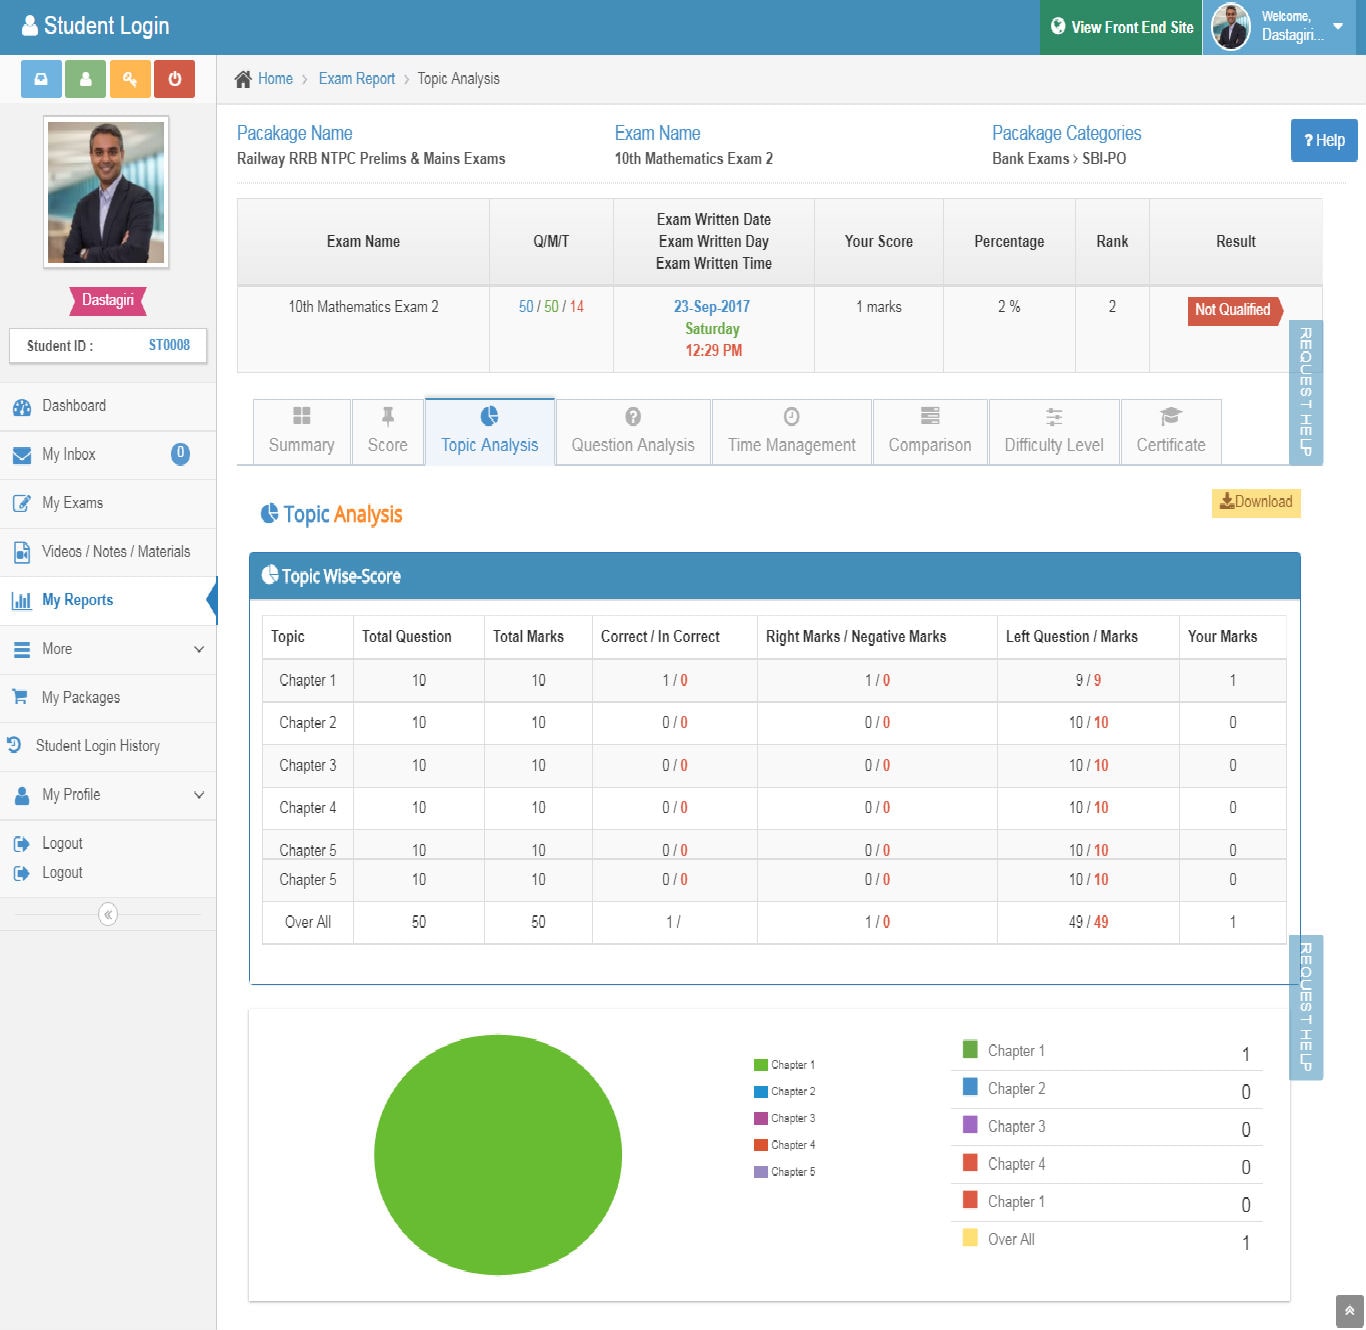 Student Login
View Front End Site
Welcome,
Dastagiri...
Home › Exam Report › Topic Analysis
Pacakage Name
Railway RRB NTPC Prelims & Mains Exams
Exam Name
10th Mathematics Exam 2
Pacakage Categories
Bank Exams › SBI-PO
? Help
Dastagiri
Student ID : ST0008
Dashboard
My Inbox 0
My Exams
Videos / Notes / Materials
My Reports
More
My Packages
Student Login History
My Profile
Logout
Logout
Exam Name Q/M/T Exam Written Date Your Score Percentage Rank Result
Exam Written Day
Exam Written Time
10th Mathematics Exam 2 50 / 50 / 14 23-Sep-2017 1 marks 2 % 2 Not Qualified
Saturday
12:29 PM
REQUEST HELP
Summary Score Topic Analysis Question Analysis Time Management Comparison Difficulty Level Certificate
Topic Analysis
Download
Topic Wise-Score
Topic Total Question Total Marks Correct / In Correct Right Marks / Negative Marks Left Question / Marks Your Marks
Chapter 1 10 10 1 / 0 1 / 0 9 / 9 1
Chapter 2 10 10 0 / 0 0 / 0 10 / 10 0
Chapter 3 10 10 0 / 0 0 / 0 10 / 10 0
Chapter 4 10 10 0 / 0 0 / 0 10 / 10 0
Chapter 5 10 10 0 / 0 0 / 0 10 / 10 0
Chapter 5 10 10 0 / 0 0 / 0 10 / 10 0
Over All 50 50 1 / 1 / 0 49 / 49 1
REQUEST HELP
Chapter 1
Chapter 2
Chapter 3
Chapter 4
Chapter 5
Chapter 1 1
Chapter 2 0
Chapter 3 0
Chapter 4 0
Chapter 1 0
Over All 1